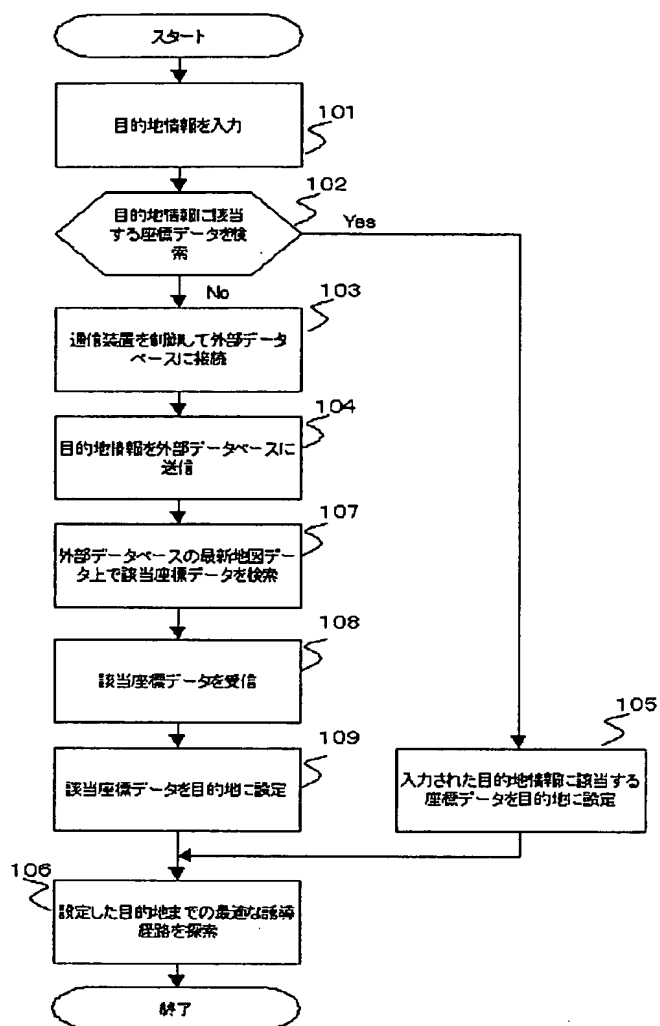 スタート
目的地情報を入力
101
102
目的地情報に該当
する座標データを検
索
Yes
No
103
通信装置を制御して外部データ
ベースに接続
104
目的地情報を外部データベースに
送信
107
外部データベースの最新地図デー
タ上で該当座標データを検索
108
該当座標データを受信
109
該当座標データを目的地に設定
105
入力された目的地情報に該当する
座標データを目的地に設定
106
設定した目的地までの最適な誘導
経路を探索
終了